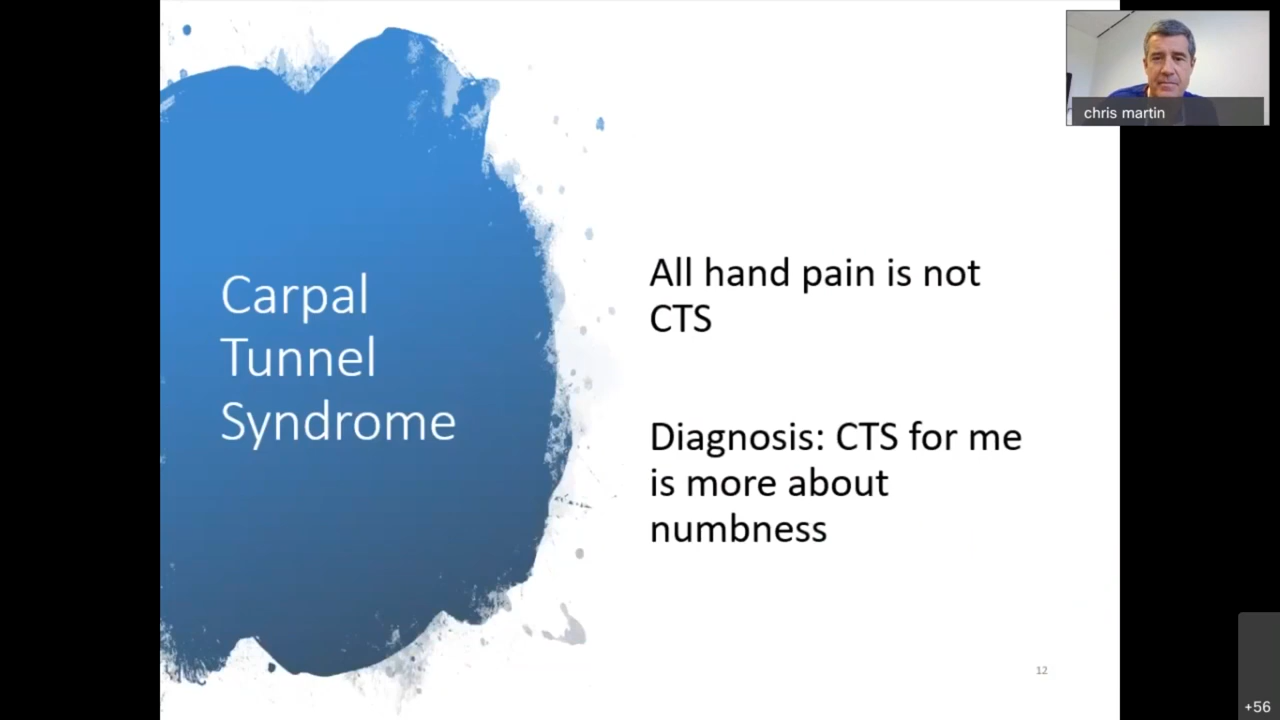 Carpal
Tunnel
Syndrome
All hand pain is not
CTS
Diagnosis: CTS for me
is more about
numbness
12
chris martin
+56